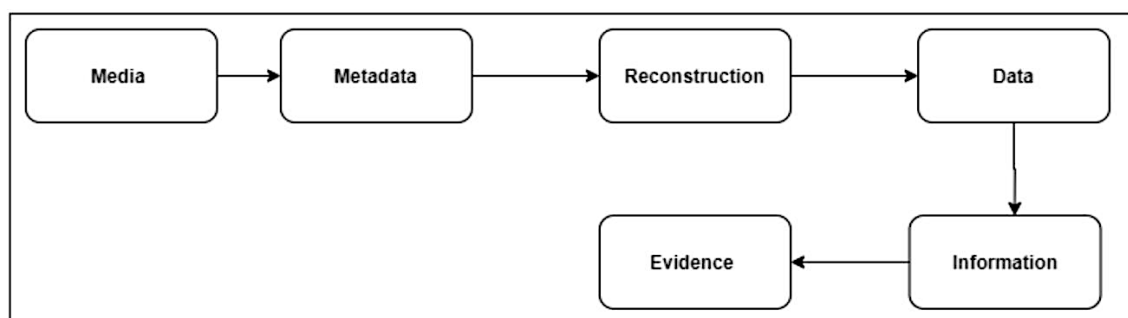 Media
Metadata
Reconstruction
Data
Evidence
Information